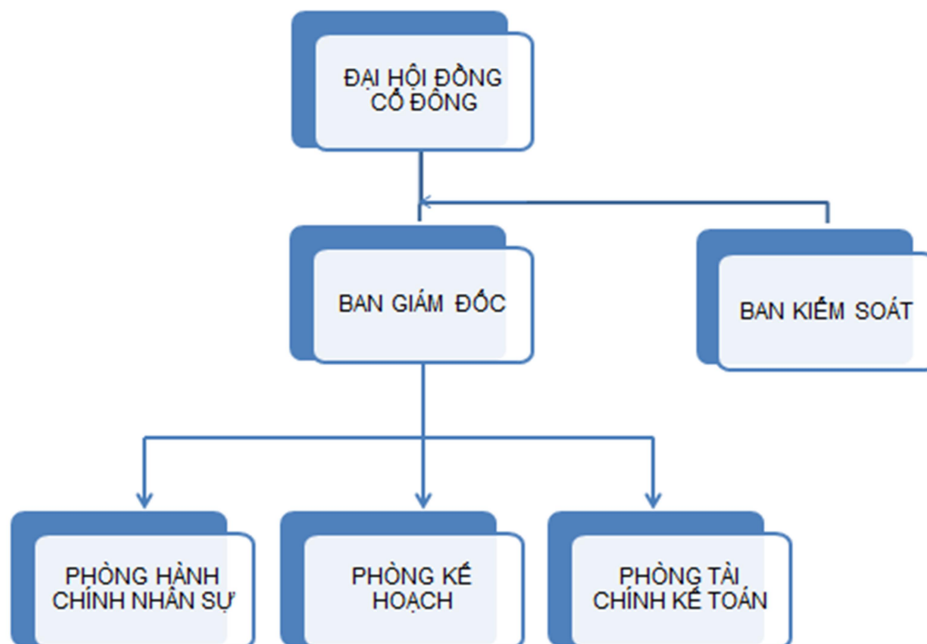 ĐẠI HỘI ĐỒNG
CỔ ĐÔNG
BAN GIÁM ĐỐC
BAN KIỂM SOÁT
PHÒNG HÀNH
CHÍNH NHÂN SỰ
PHÒNG KẾ
HOẠCH
PHÒNG TÀI
CHÍNH KẾ TOÁN